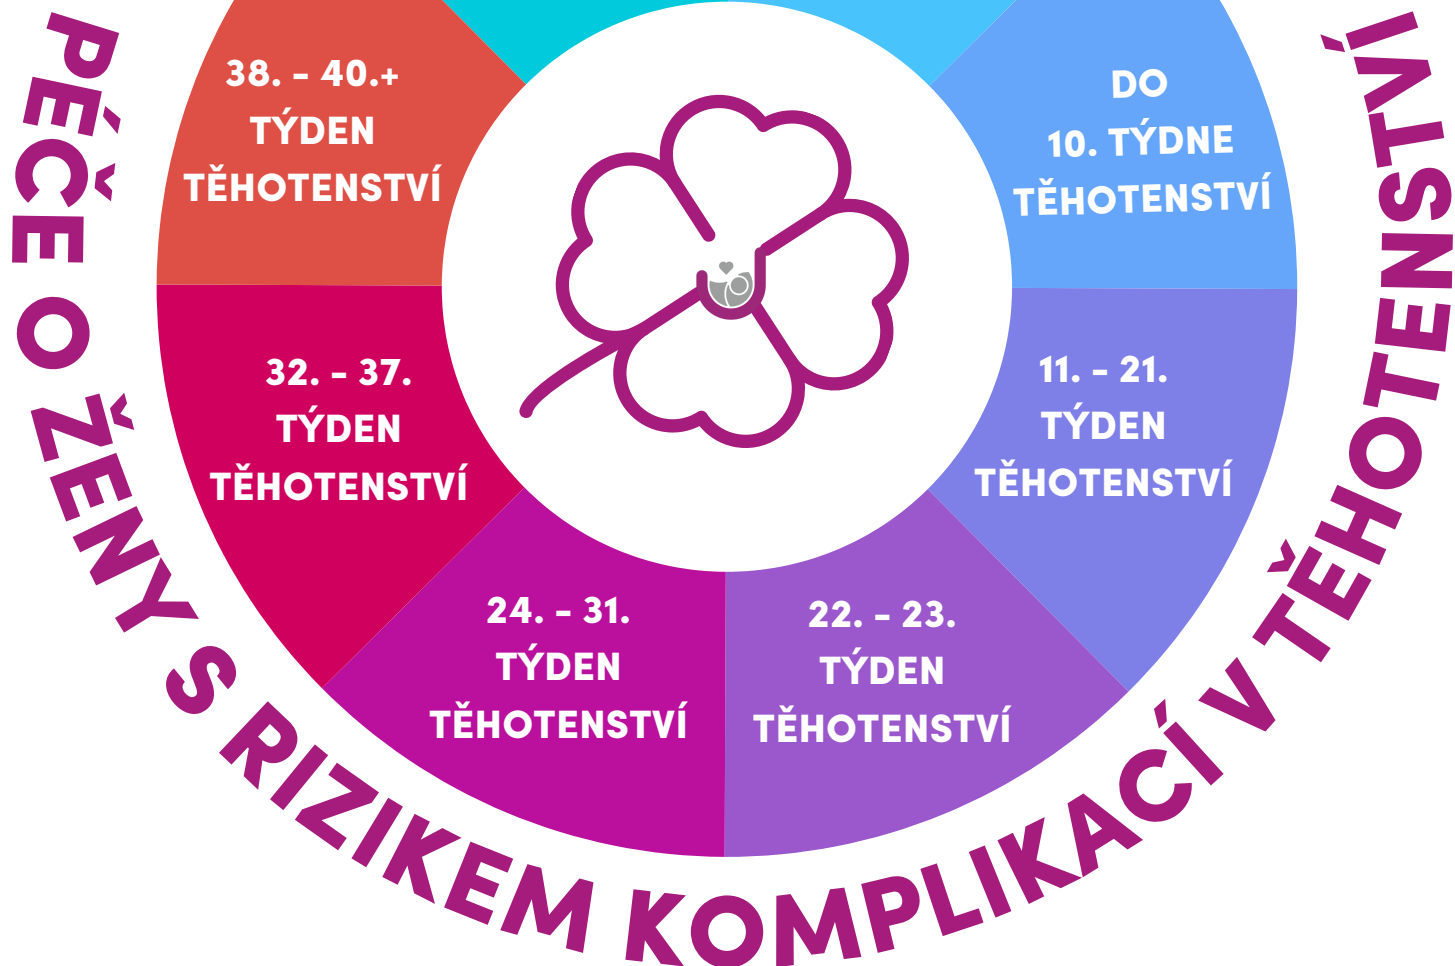 DO
10. TÝDNE
TĚHOTENSTVÍ
11. – 21.
TÝDEN
TĚHOTENSTVÍ
22. – 23.
TÝDEN
TĚHOTENSTVÍ
24. – 31.
TÝDEN
TĚHOTENSTVÍ
32. – 37.
TÝDEN
TĚHOTENSTVÍ
38. – 40.+
TÝDEN
TĚHOTENSTVÍ
PÉČE O ŽENY S RIZIKEM KOMPLIKACÍ V TĚHOTENSTVÍ